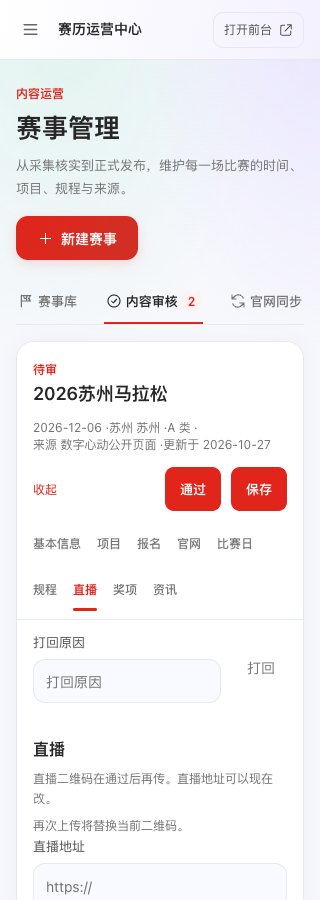 赛历运营中心
打开前台
内容运营
赛事管理
从采集核实到正式发布，维护每一场比赛的时间、
项目、规程与来源。
新建赛事
赛事库 内容审核 2 官网同步
待审
2026苏州马拉松
2026-12-06 ·苏州 苏州 ·A 类 ·
来源 数字心动公开页面 ·更新于 2026-10-27
收起 通过 保存
基本信息 项目 报名 官网 比赛日
规程 直播 奖项 资讯
打回原因
打回原因 打回
直播
直播二维码在通过后再传。直播地址可以现在
改。
再次上传将替换当前二维码。
直播地址
https://